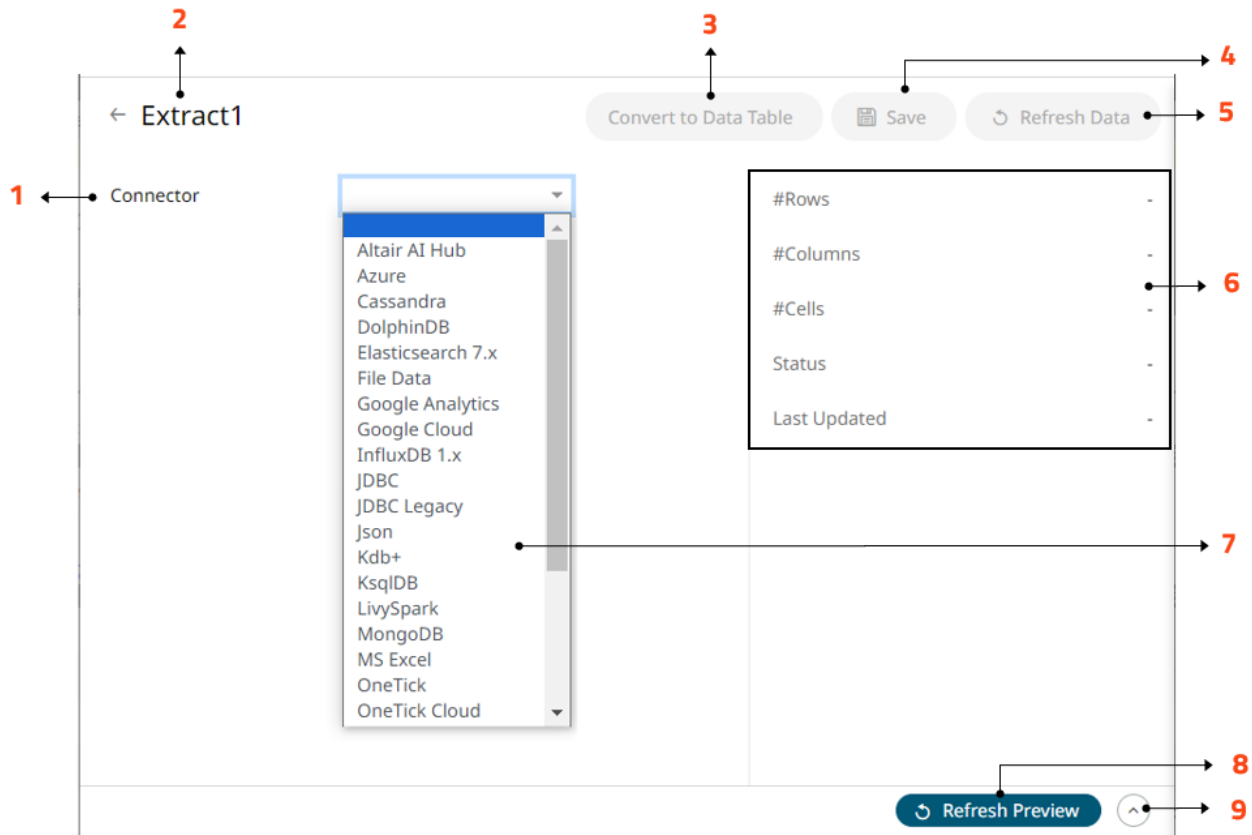 2
3
4
Extract1
Convert to Data Table
Save
Refresh Data
5
1
Connector
#Rows
-
#Columns
-
6
#Cells
-
Status
-
Last Updated
-
Altair AI Hub
Azure
Cassandra
DolphinDB
Elasticsearch 7.x
File Data
Google Analytics
Google Cloud
InfluxDB 1.x
JDBC
JDBC Legacy
Json
Kdb+
KsqlDB
LivySpark
MongoDB
MS Excel
OneTick
OneTick Cloud
7
8
Refresh Preview
9